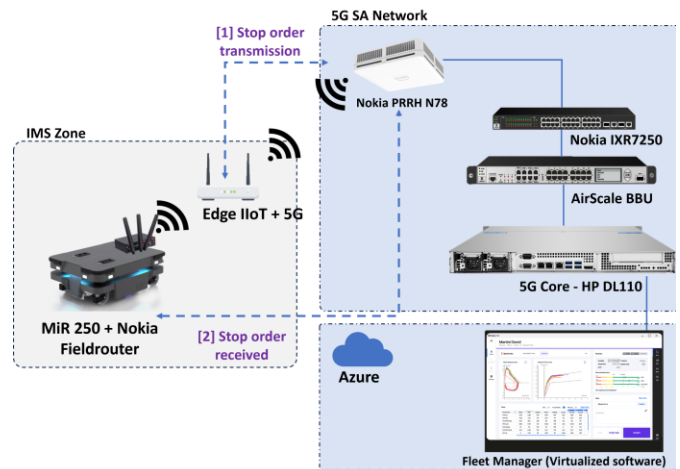 5G SA Network
[1] Stop order
transmission
Nokia PRRH N78
IMS Zone
Nokia IXR7250
AirScale BBU
Edge IIoT + 5G
5G Core - HP DL110
MiR 250 + Nokia
Fieldrouter
[2] Stop order
received
Azure
Fleet Manager (Virtualized software)